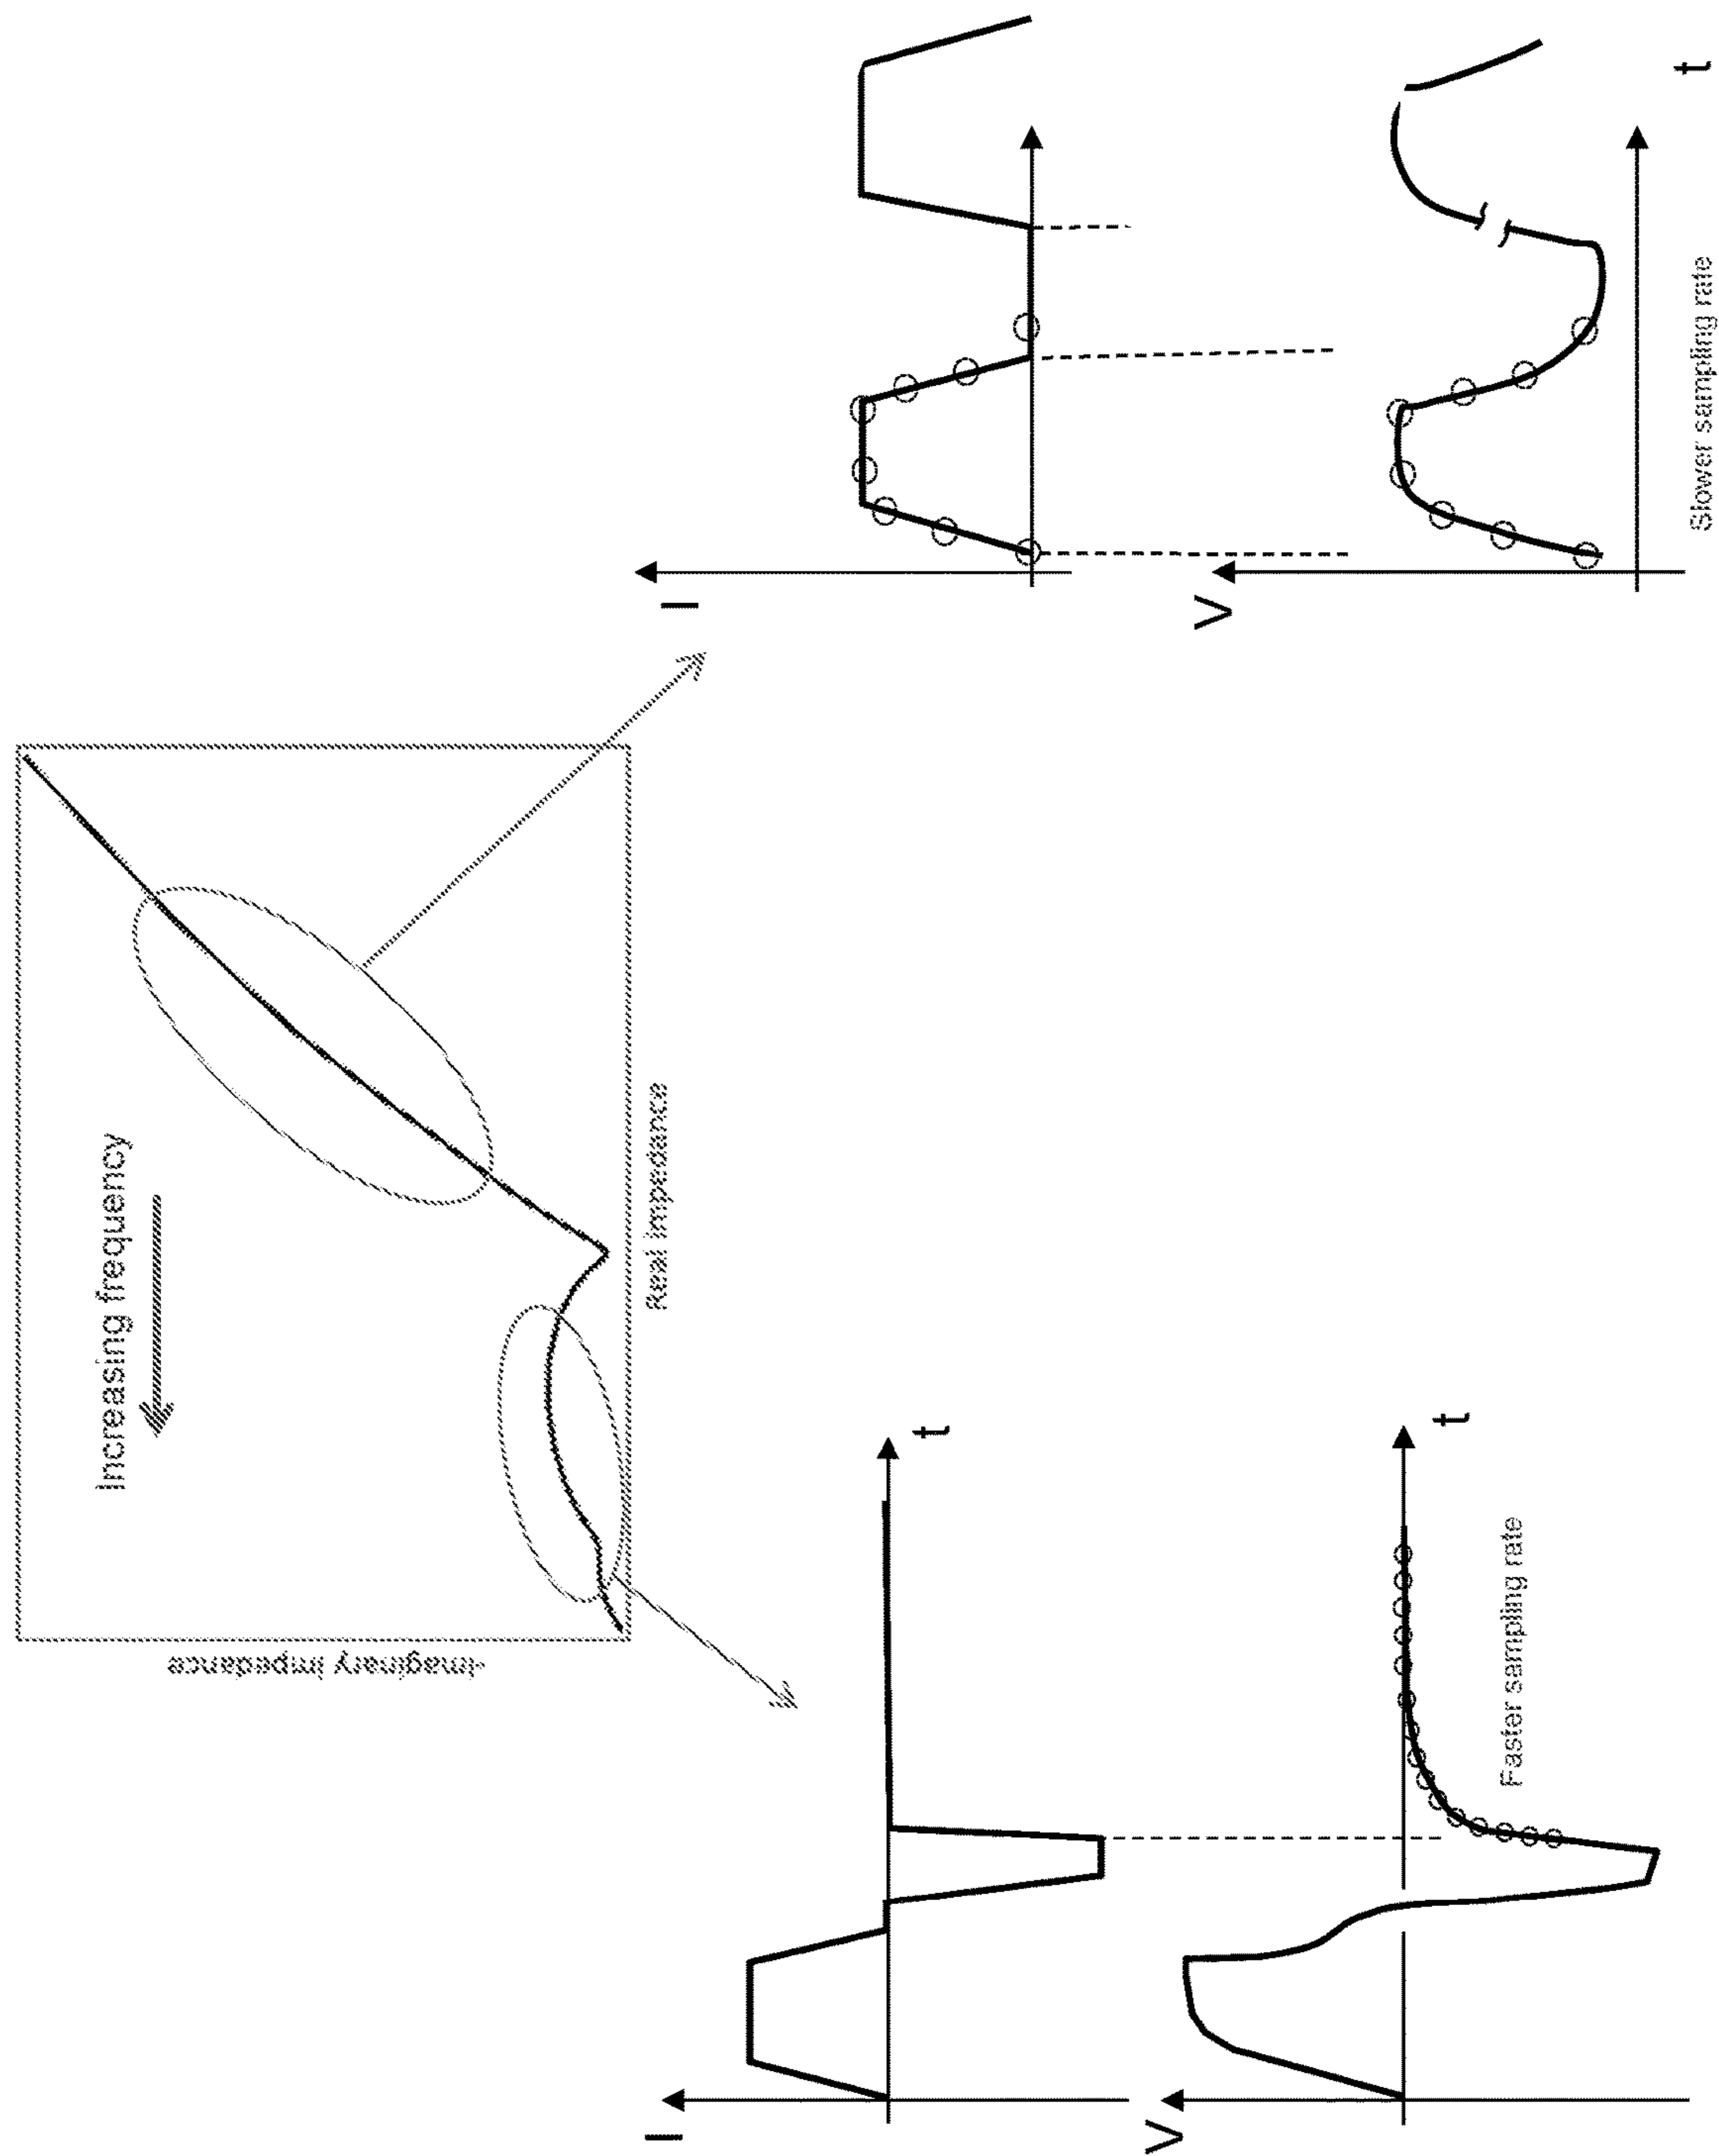 Increasing frequency
-Imaginary impedance
Real impedance
I
t
V
t
Faster sampling rate
I
V
t
Slower sampling rate